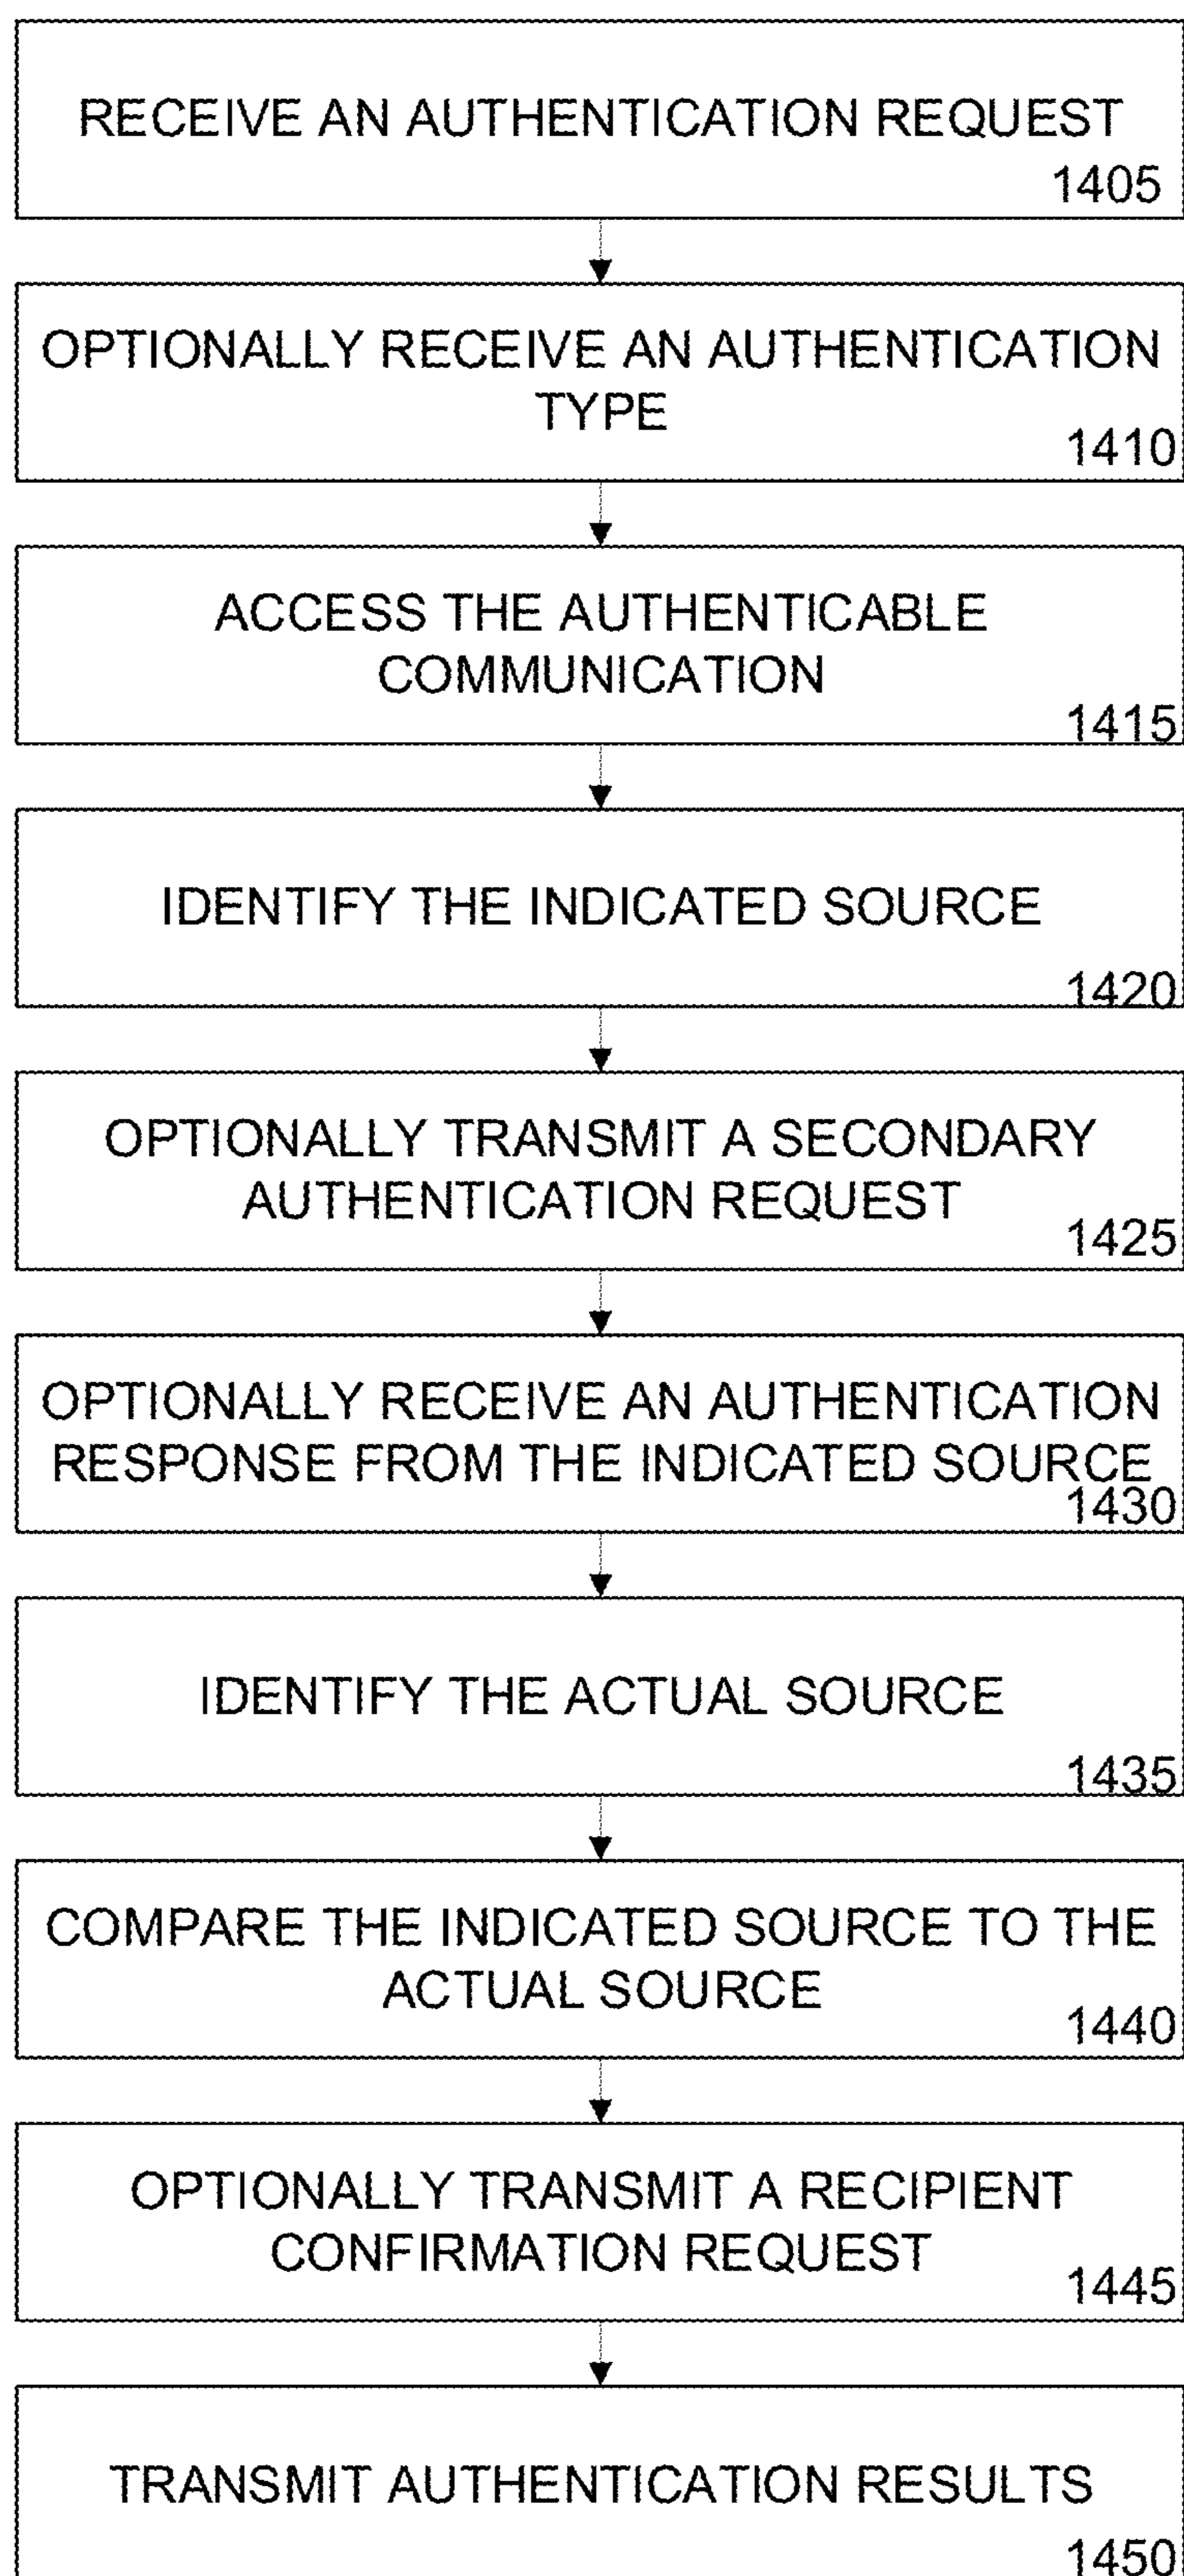 RECEIVE AN AUTHENTICATION REQUEST
1405
OPTIONALLY RECEIVE AN AUTHENTICATION
TYPE
1410
ACCESS THE AUTHENTICABLE
COMMUNICATION
1415
IDENTIFY THE INDICATED SOURCE
1420
OPTIONALLY TRANSMIT A SECONDARY
AUTHENTICATION REQUEST
1425
OPTIONALLY RECEIVE AN AUTHENTICATION
RESPONSE FROM THE INDICATED SOURCE
1430
IDENTIFY THE ACTUAL SOURCE
1435
COMPARE THE INDICATED SOURCE TO THE
ACTUAL SOURCE
1440
OPTIONALLY TRANSMIT A RECIPIENT
CONFIRMATION REQUEST
1445
TRANSMIT AUTHENTICATION RESULTS
1450